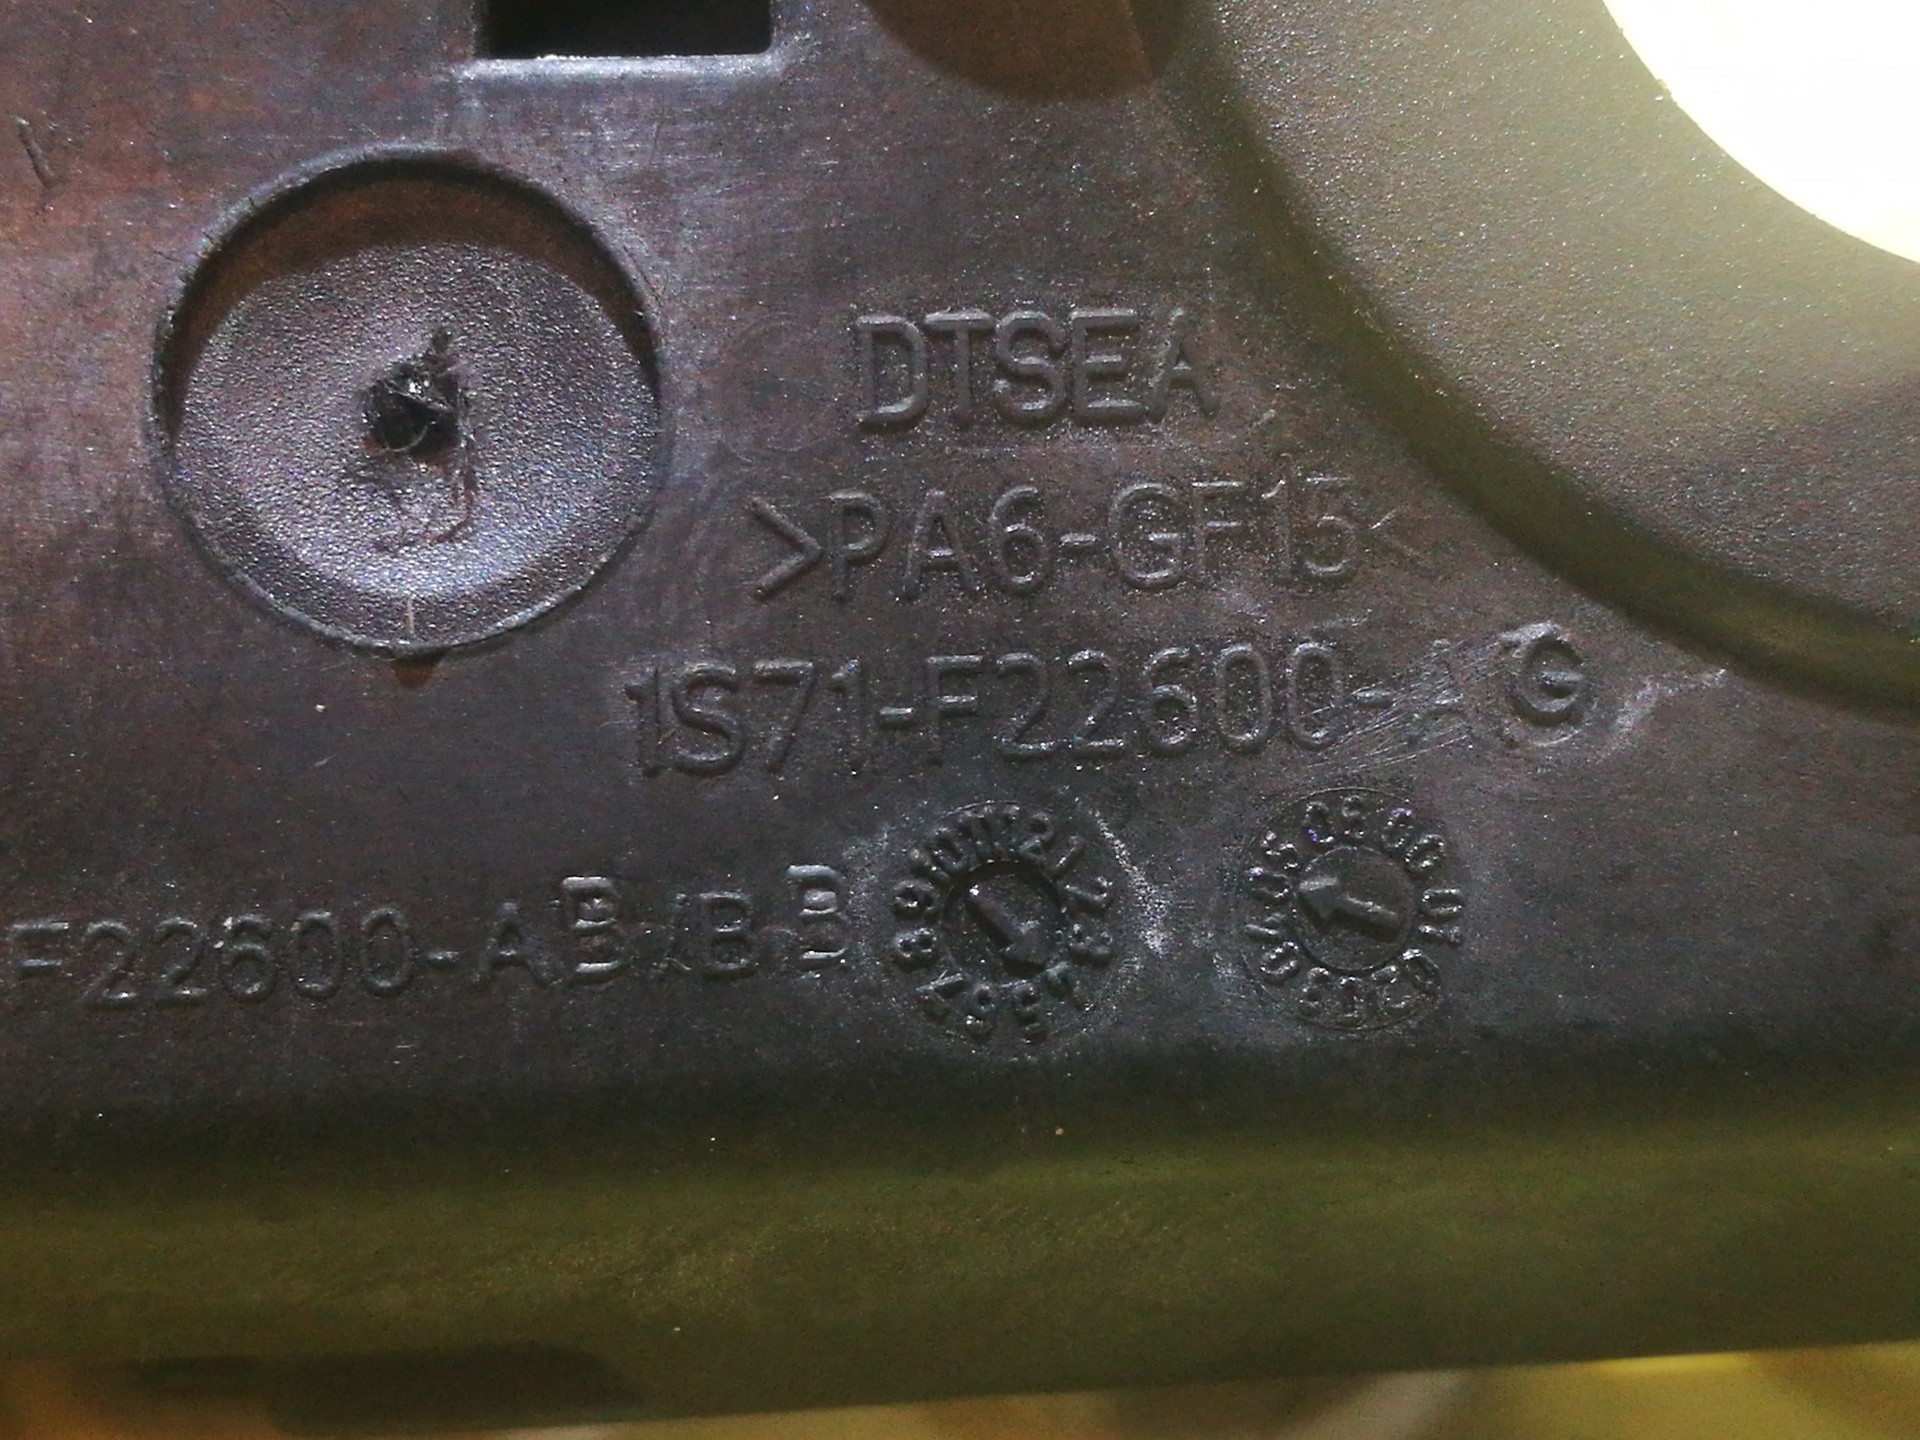 DTSEA
>PA6-GF15<
1S71-F22600-A G
F22600-AB/BB